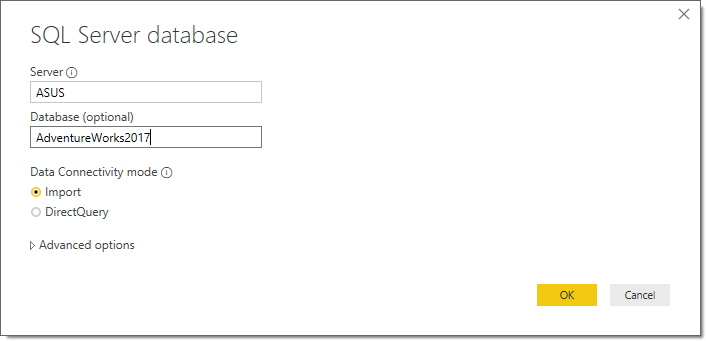 SQL Server database
Server
ASUS
Database (optional)
AdventureWorks2017
Data Connectivity mode
Import
DirectQuery
Advanced options
OK Cancel